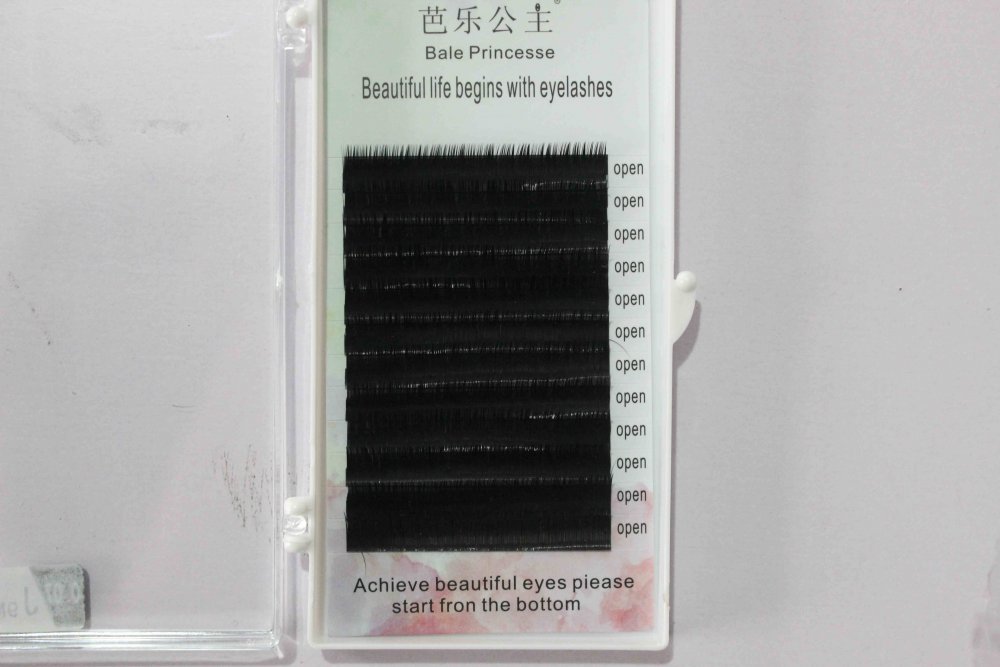 芭乐公主®
Bale Princesse
Beautiful life begins with eyelashes
open
open
open
open
open
open
open
open
open
open
open
open
Achieve beautiful eyes piease
start fron the bottom